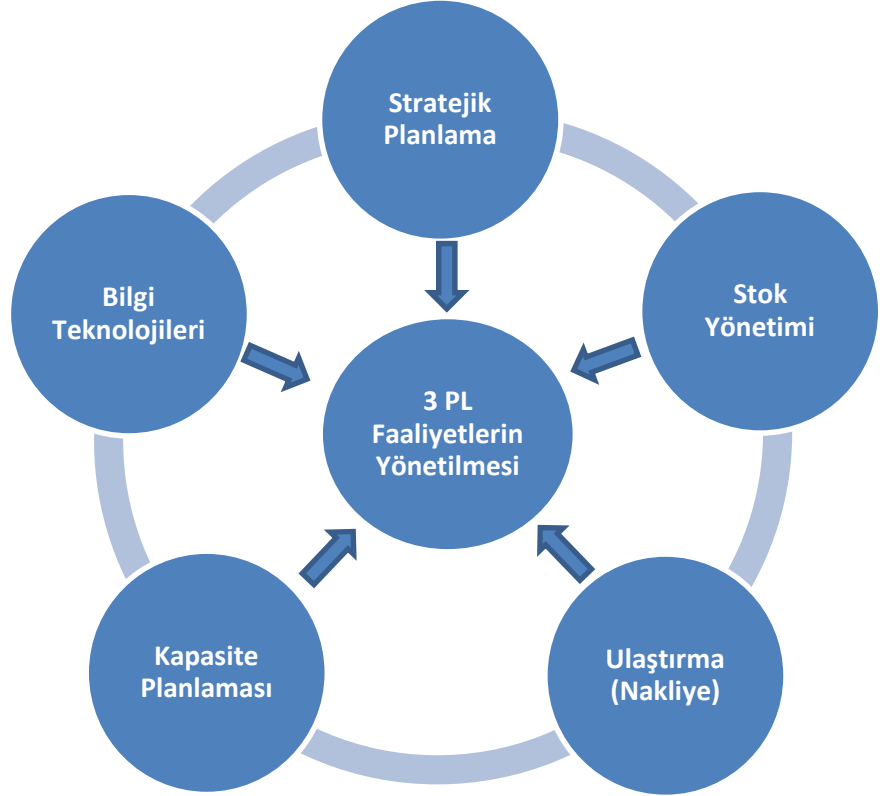 Stratejik
Planlama
Stok
Yönetimi
Ulaştırma
(Nakliye)
Kapasite
Planlaması
Bilgi
Teknolojileri
3 PL
Faaliyetlerin
Yönetilmesi